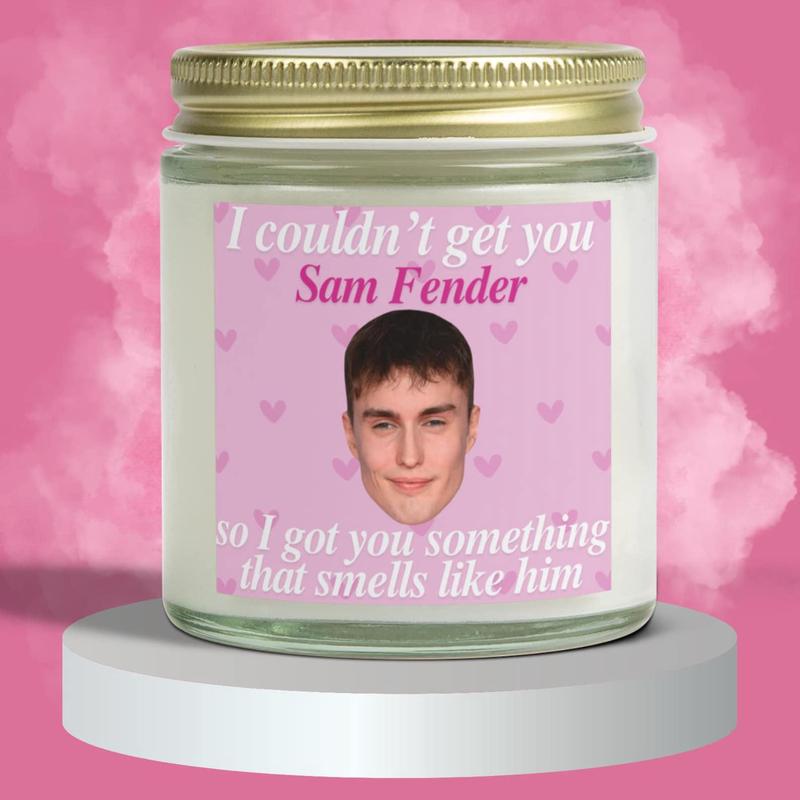 I couldn't get you
Sam Fender
so I got you something
that smells like him